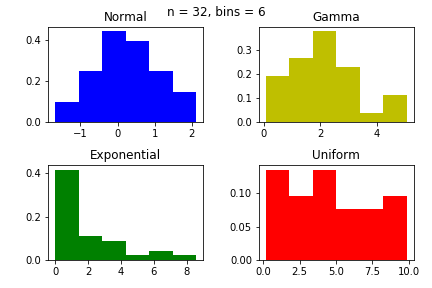 n = 32, bins = 6
Normal
Gamma
0.4
0.2
0.0
−1 0 1 2
0.3
0.2
0.1
0.0
0 2 4
Exponential
Uniform
0.4
0.2
0.0
0 2 4 6 8
0.10
0.05
0.00
0.0 2.5 5.0 7.5 10.0